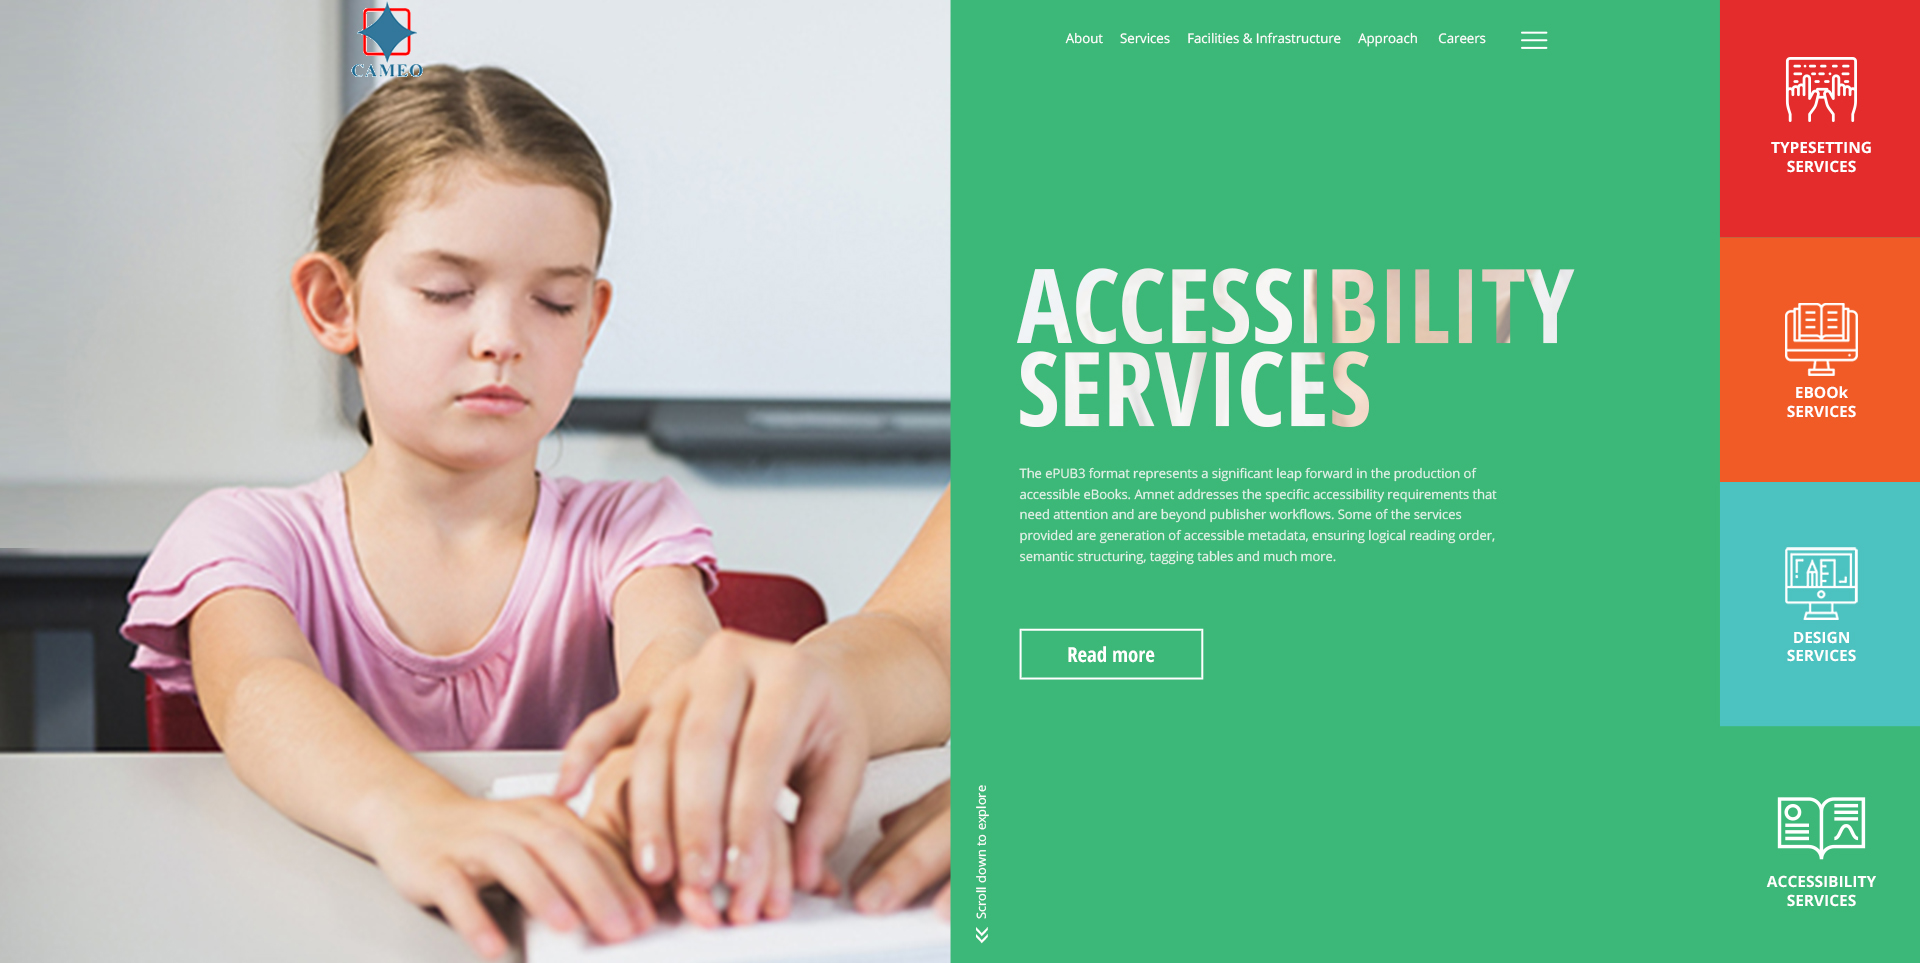 CAMEO
About Services Facilities & Infrastructure Approach Careers
ACCESSIBILITY
SERVICES
The ePUB3 format represents a significant leap forward in the production of
accessible eBooks. Amnet addresses the specific accessibility requirements that
need attention and are beyond publisher workflows. Some of the services
provided are generation of accessible metadata, ensuring logical reading order,
semantic structuring, tagging tables and much more.
Read more
Scroll down to explore
TYPESETTING
SERVICES
EBOOk
SERVICES
DESIGN
SERVICES
ACCESSIBILITY
SERVICES